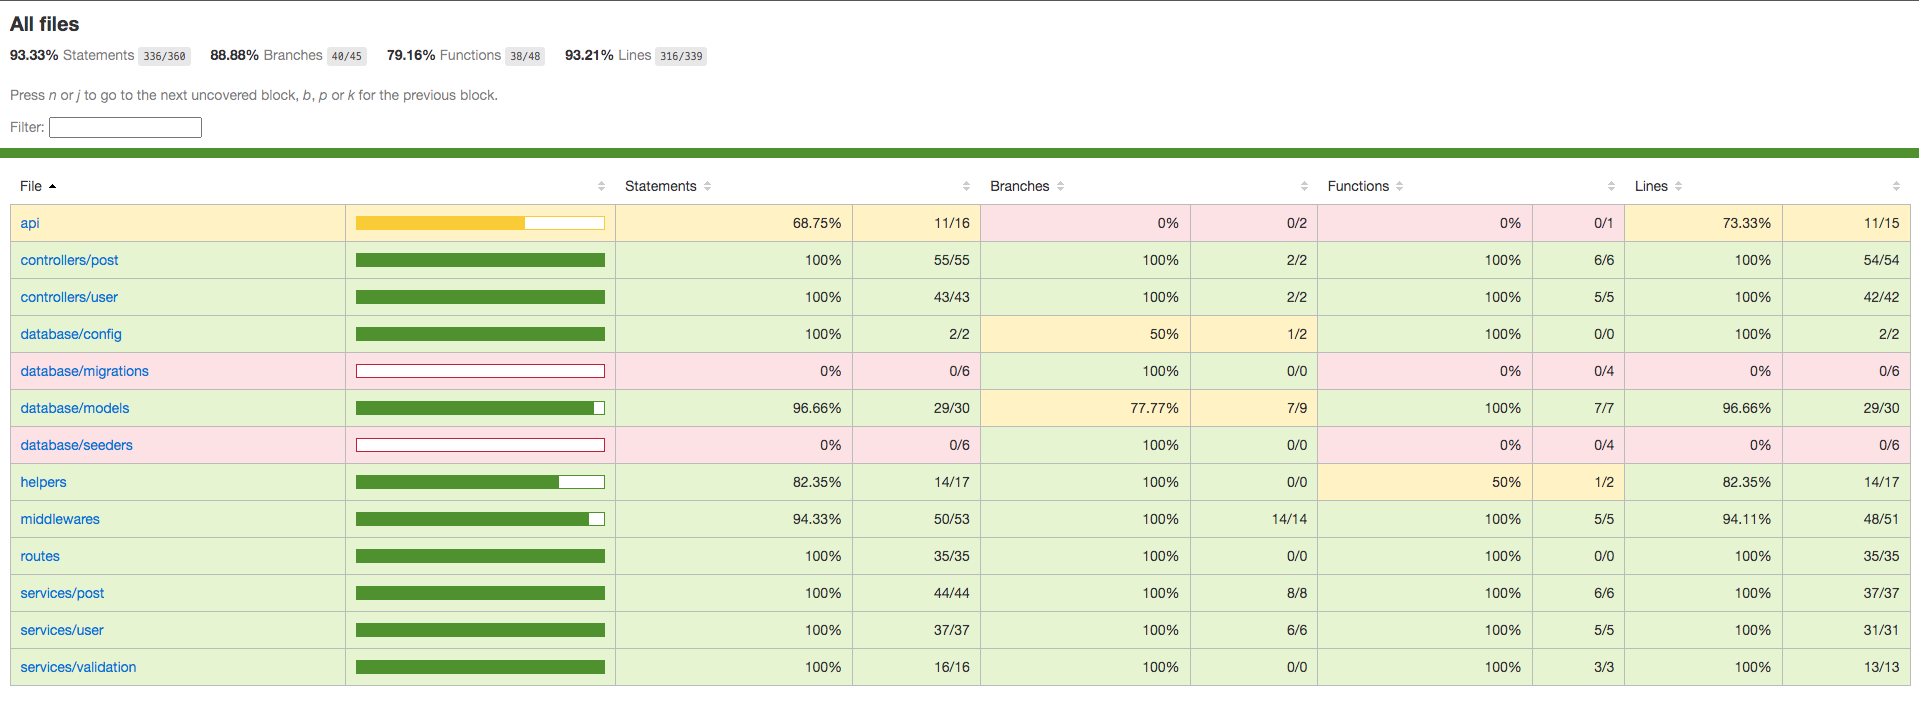 All files
93.33% Statements 336/360 88.88% Branches 40/45 79.16% Functions 38/48 93.21% Lines 316/339
Press n or j to go to the next uncovered block, b, p or k for the previous block.
Filter:
File Statements Branches Functions Lines
api 68.75% 11/16 0% 0/2 0% 0/1 73.33% 11/15
controllers/post 100% 55/55 100% 2/2 100% 6/6 100% 54/54
controllers/user 100% 43/43 100% 2/2 100% 5/5 100% 42/42
database/config 100% 2/2 50% 1/2 100% 0/0 100% 2/2
database/migrations 0% 0/6 100% 0/0 0% 0/4 0% 0/6
database/models 96.66% 29/30 77.77% 7/9 100% 7/7 96.66% 29/30
database/seeders 0% 0/6 100% 0/0 0% 0/4 0% 0/6
helpers 82.35% 14/17 100% 0/0 50% 1/2 82.35% 14/17
middlewares 94.33% 50/53 100% 14/14 100% 5/5 94.11% 48/51
routes 100% 35/35 100% 0/0 100% 0/0 100% 35/35
services/post 100% 44/44 100% 8/8 100% 6/6 100% 37/37
services/user 100% 37/37 100% 6/6 100% 5/5 100% 31/31
services/validation 100% 16/16 100% 0/0 100% 3/3 100% 13/13